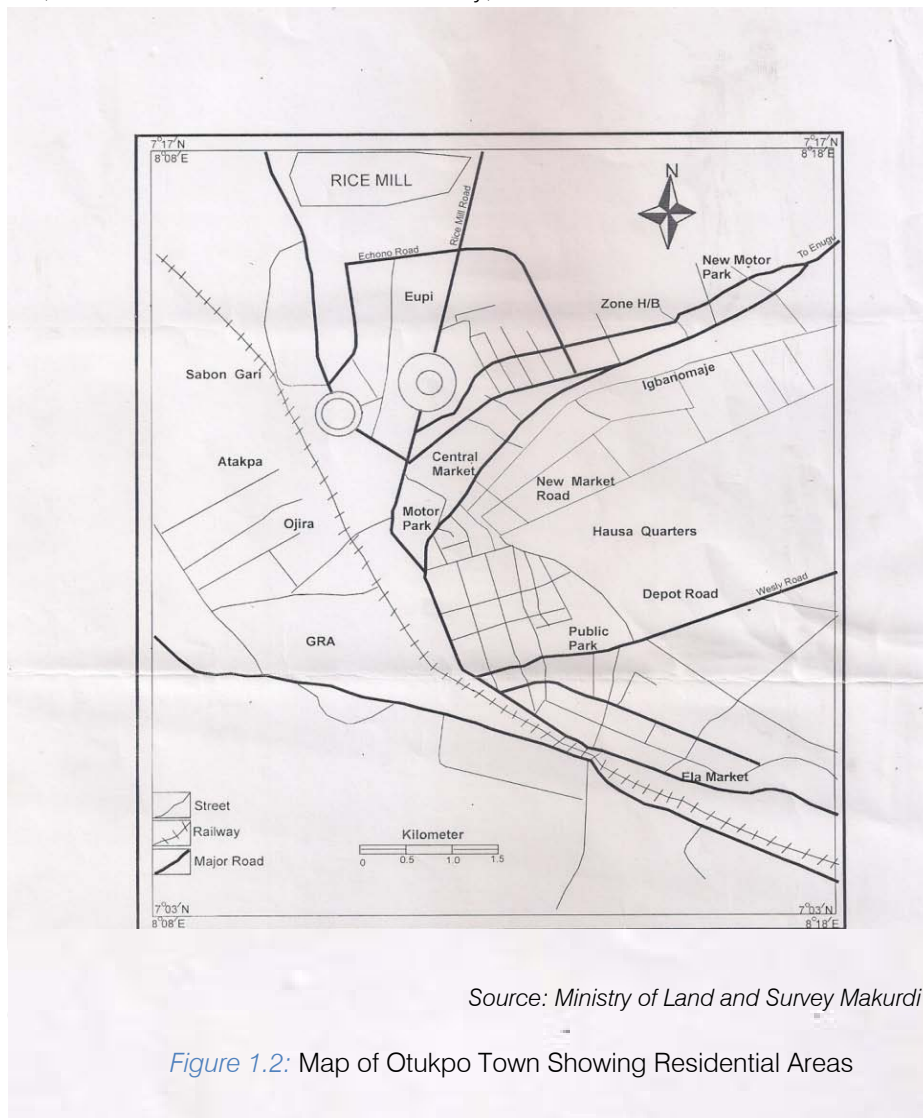 7°17'N
8°08'E
7°17'N
8°18'E
RICE MILL
N
Rice Mill Road
Echono Road
To Enugu
New Motor
Park
Eupi
Zone H/B
Sabon Gari
Igbanomaje
Atakpa
Central
Market
New Market
Road
Motor
Park
Ojira
Hausa Quarters
Depot Road
Wesly Road
Public
Park
GRA
Ela Market
Street
Railway
Major Road
Kilometer
0 0.5 1.0 1.5
7°03'N
8°08'E
7°03'N
8°18'E
Source: Ministry of Land and Survey Makurdi
Figure 1.2: Map of Otukpo Town Showing Residential Areas